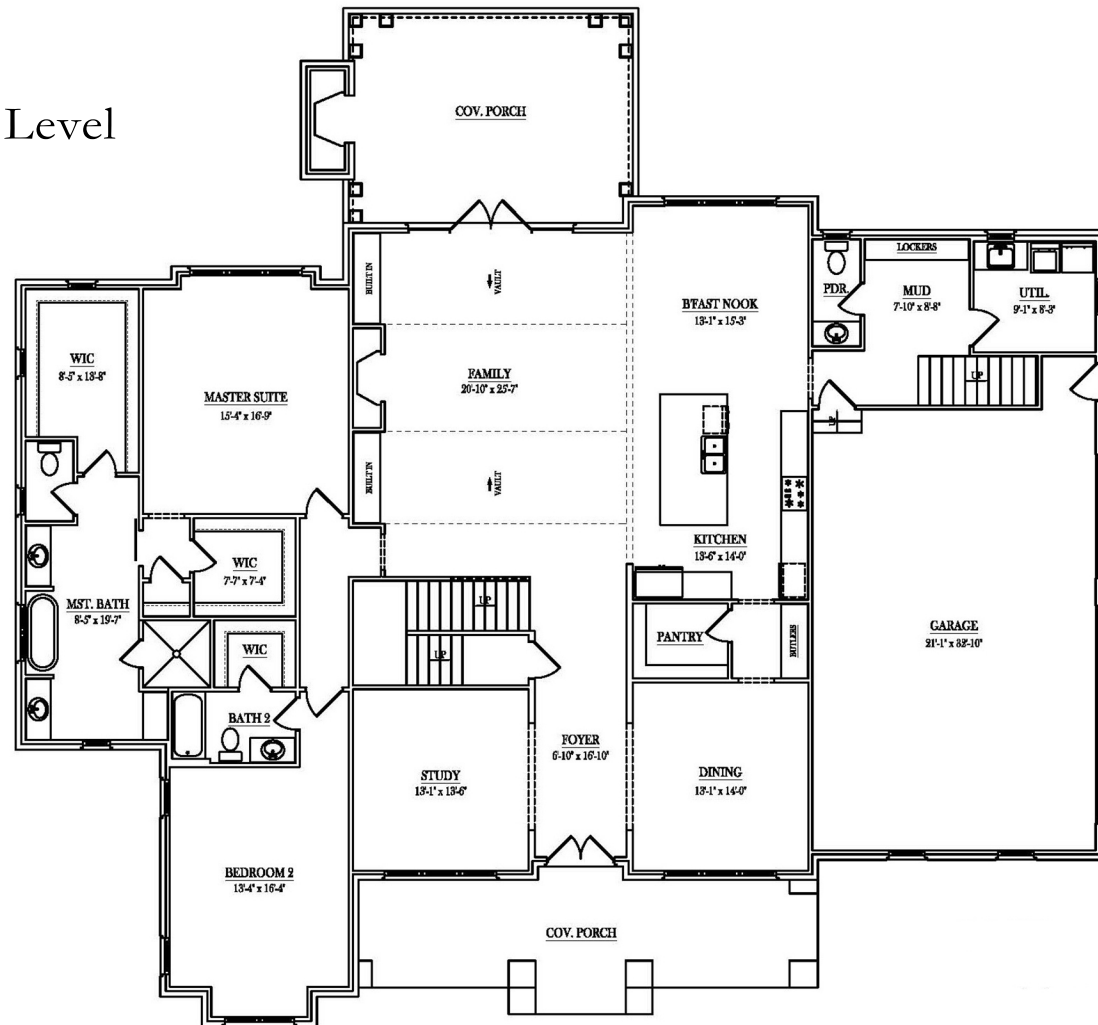 Level
COV. PORCH
LOCKERS
BUILT IN
VAULT
PDR.
MUD
7'-10" x 8'-8"
UTIL.
9'-1" x 8'-3"
B'FAST NOOK
13'-1" x 15'-3"
WIC
8'-5" x 13'-8"
MASTER SUITE
15'-4" x 16'-9"
FAMILY
20'-10" x 25'-7"
UP
UP
BUILT IN
VAULT
KITCHEN
13'-6" x 14'-0"
WIC
7'-7" x 7'-4"
MST. BATH
8'-5" x 19'-7"
UP
UP
WIC
PANTRY
BUTLERS
GARAGE
21'-1" x 32'-10"
BATH 2
FOYER
6'-10" x 16'-10"
STUDY
13'-1" x 13'-6"
DINING
13'-1" x 14'-0"
BEDROOM 2
13'-4" x 16'-4"
COV. PORCH